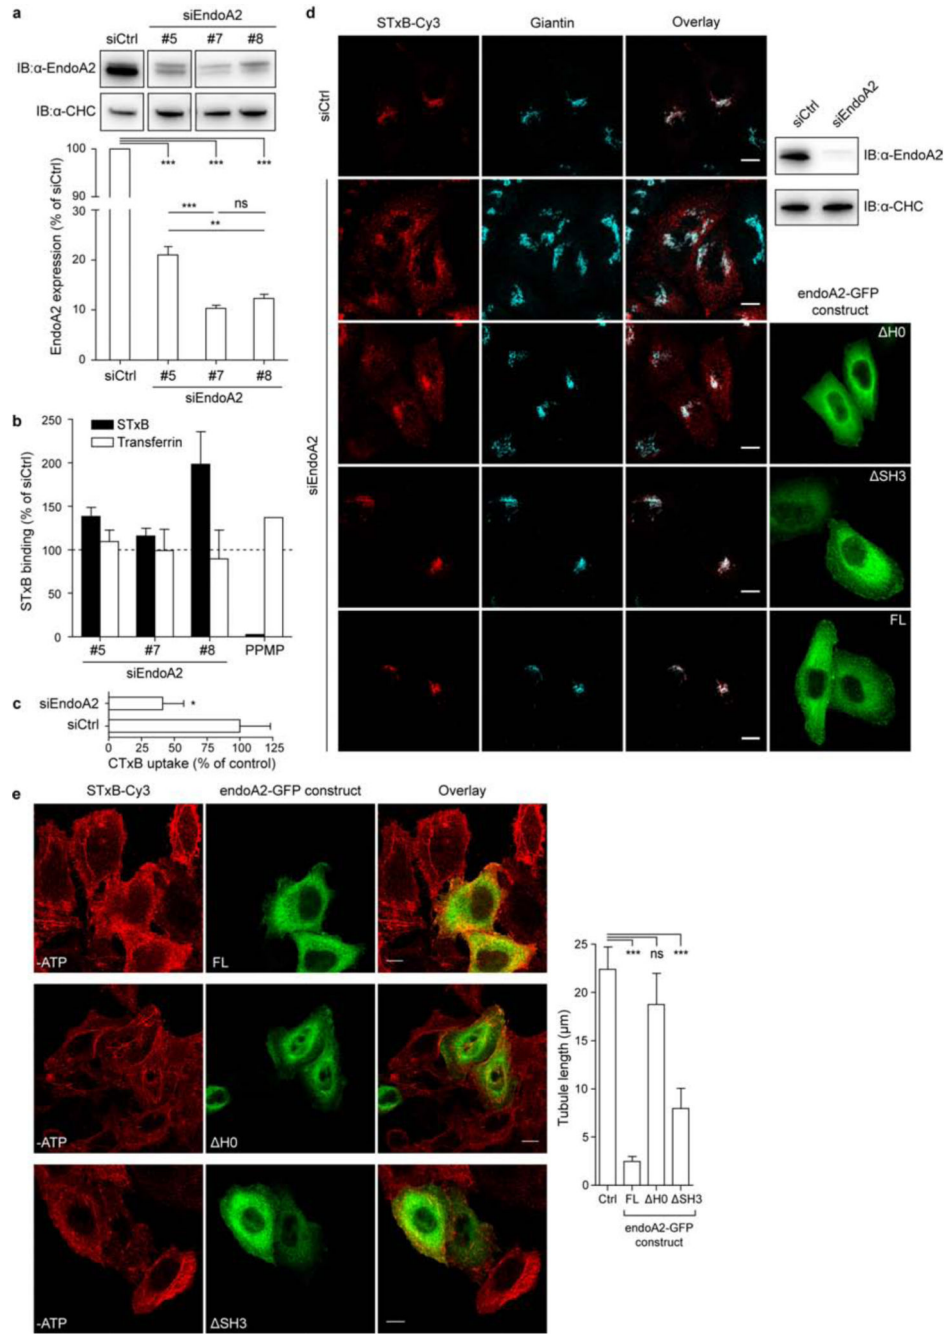 a
siEndoA2
siCtrl #5 #7 #8
IB:α-EndoA2
IB:α-CHC
EndoA2 expression (% of siCtrl)
100
90
30
20
10
0
*** *** ***
*** ns
**
siCtrl #5 #7 #8
siEndoA2
b
STxB
Transferrin
STxB binding (% of siCtrl)
250
200
150
100
50
0
#5 #7 #8 PPMP
siEndoA2
c
siEndoA2
*
siCtrl
0 25 50 75 100 125
CTxB uptake (% of control)
d
STxB-Cy3 Giantin Overlay
siCtrl
siEndoA2
siCtrl siEndoA2
IB:α-EndoA2
IB:α-CHC
endoA2-GFP
construct
ΔH0
ΔSH3
FL
e
STxB-Cy3 endoA2-GFP construct Overlay
-ATP FL
-ATP ΔH0
-ATP ΔSH3
Tubule length (μm)
25
20
15
10
5
0
*** ns ***
Ctrl FL ΔH0 ΔSH3
endoA2-GFP
construct